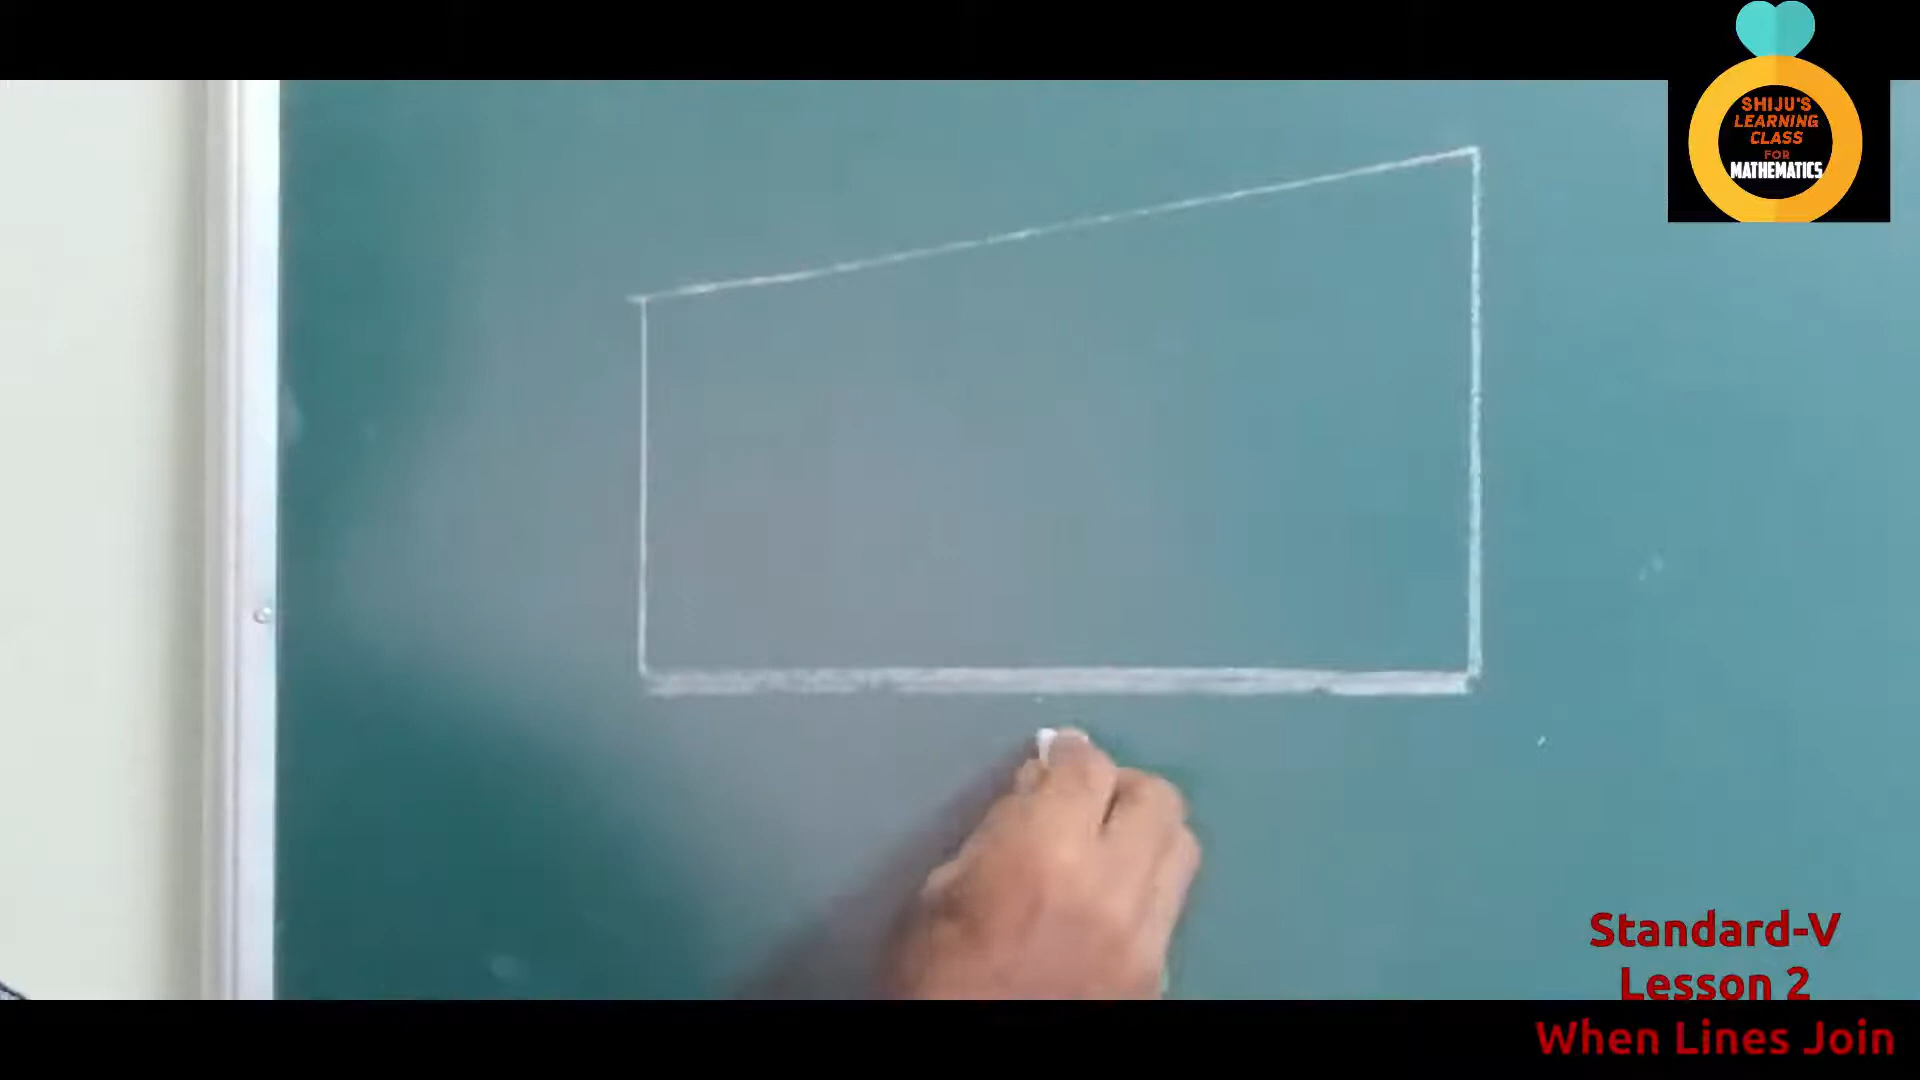 SHIJU'S
LEARNING
CLASS
FOR
MATHEMATICS
Standard-V
Lesson 2
When Lines Join